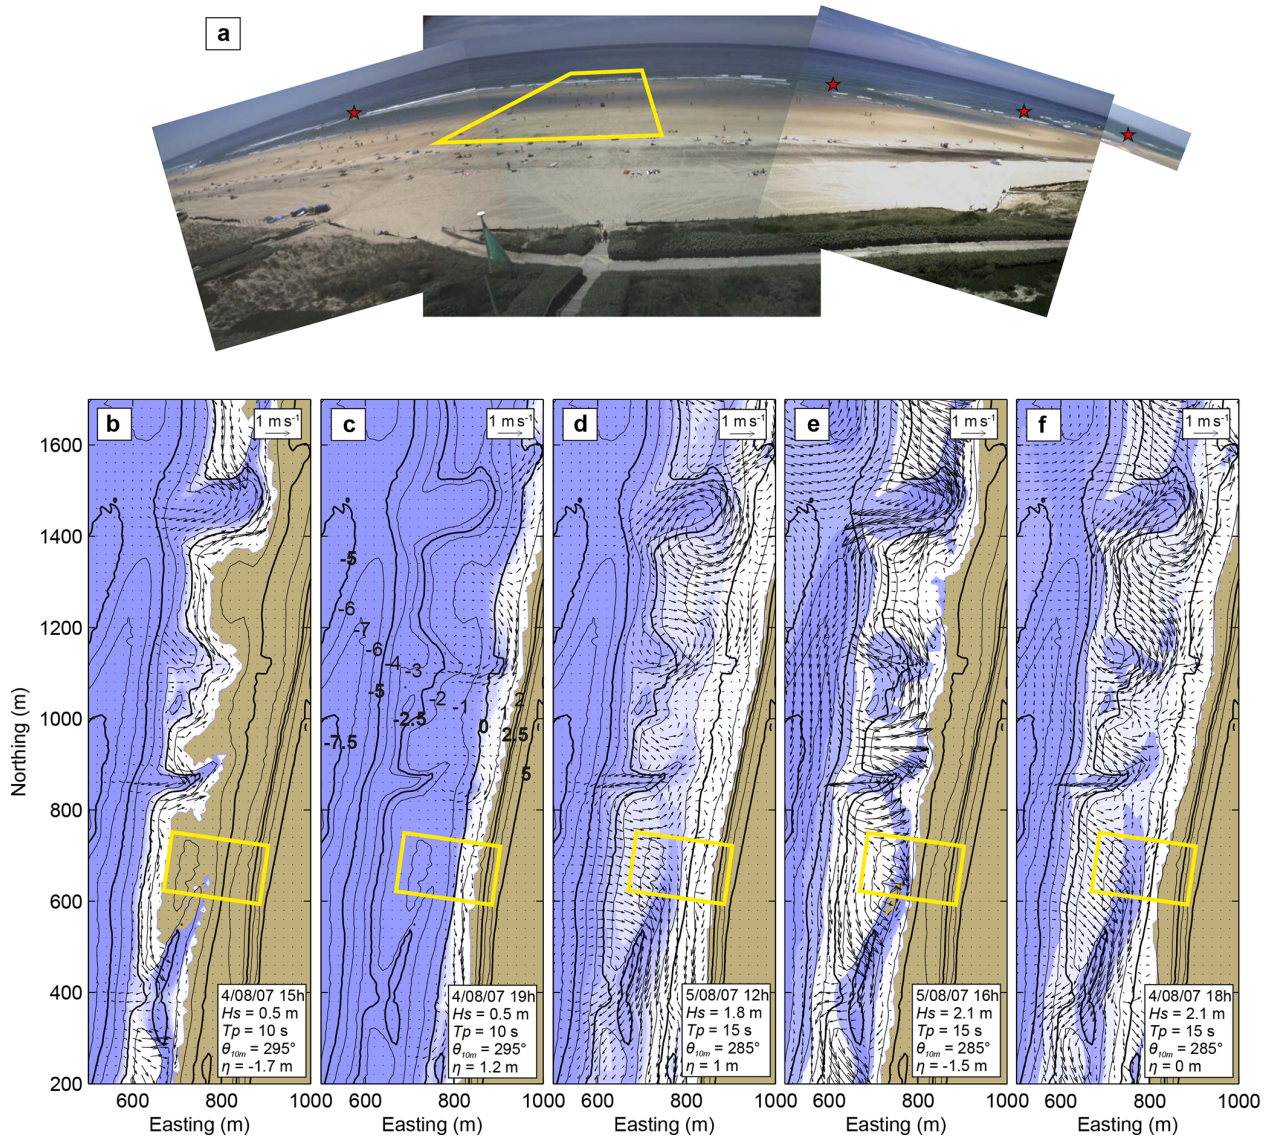 a
b
1 m s-1
c
1 m s-1
d
1 m s-1
e
1 m s-1
f
1 m s-1
Northing (m)
1600
1400
1200
1000
800
600
400
200
-5
-6
-7
-6
-4
-3
-5
-2
-2.5
-1
-7.5
0
2
2.5
5
4/08/07 15h
Hs = 0.5 m
Tp = 10 s
θ10m = 295°
η = -1.7 m
4/08/07 19h
Hs = 0.5 m
Tp = 10 s
θ10m = 295°
η = 1.2 m
5/08/07 12h
Hs = 1.8 m
Tp = 15 s
θ10m = 285°
η = 1 m
5/08/07 16h
Hs = 2.1 m
Tp = 15 s
θ10m = 285°
η = -1.5 m
4/08/07 18h
Hs = 2.1 m
Tp = 15 s
θ10m = 285°
η = 0 m
600 800 1000 600 800 1000 600 800 1000 600 800 1000 600 800 1000
Easting (m) Easting (m) Easting (m) Easting (m) Easting (m)